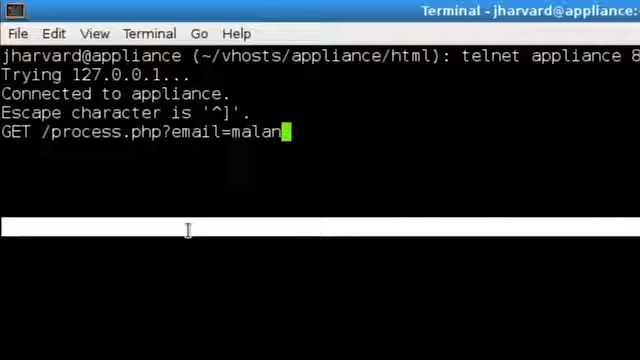 Terminal - jharvard@appliance:
File Edit View Terminal Go Help
jharvard@appliance (~/vhosts/appliance/html): telnet appliance 8
Trying 127.0.0.1...
Connected to appliance.
Escape character is '^]'.
GET /process.php?email=malan